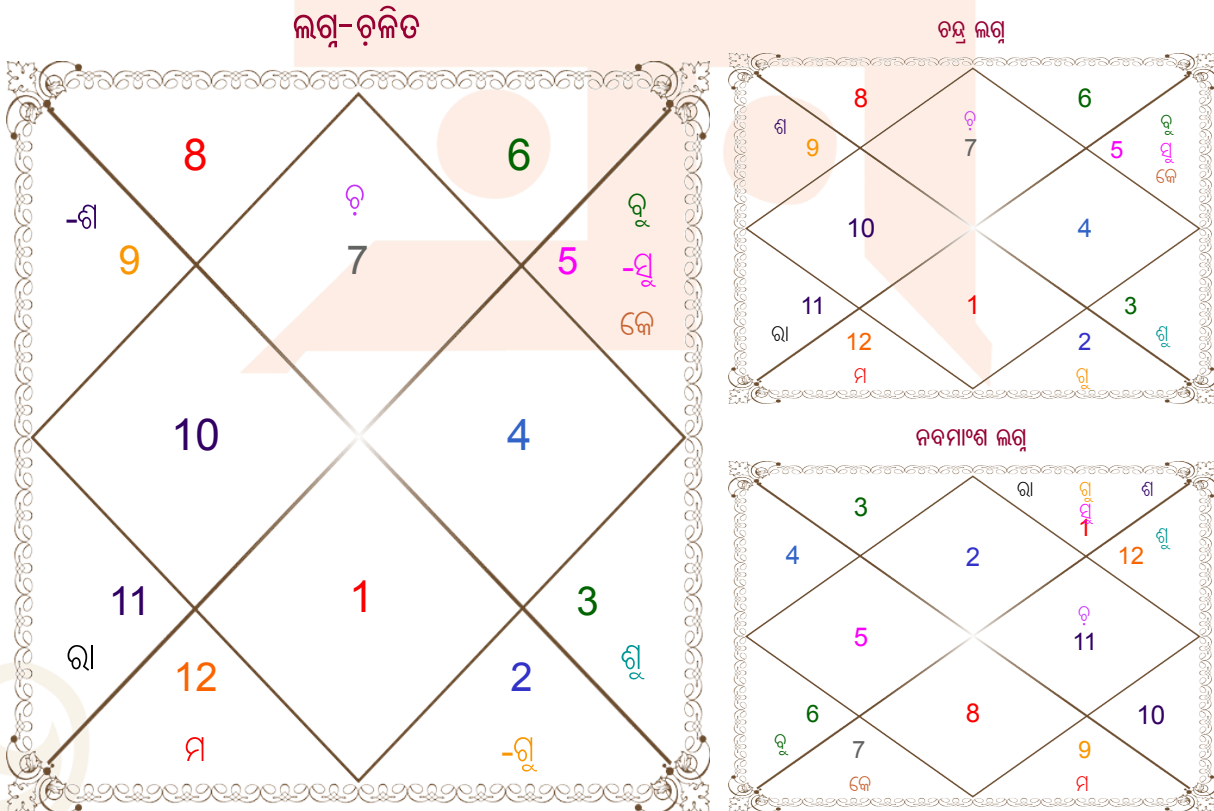 ଲଗ୍ନ-ଚ଼ଳିତ
8
6
-ଶ
9
ଚ଼
7
ବୁ
5
-ସୁ
କେ
10
4
11
1
3
ରା
12
2
ଶୁ
ମ
-ଗୁ
ଚନ୍ଦ୍ର ଲଗ୍ନ
8
6
ଶ
9
ଚ଼
7
ବୁ
5
ସୁ
କେ
10
4
11
1
3
ରା
12
2
ଶୁ
ମ
ଗୁ
ନବମାଂଶ ଲଗ୍ନ
3
ରା
ଗୁ
ଶ
ସୁ
1
4
2
12
ଶୁ
5
ଚ଼
11
6
8
10
ବୁ
7
9
କେ
ମ